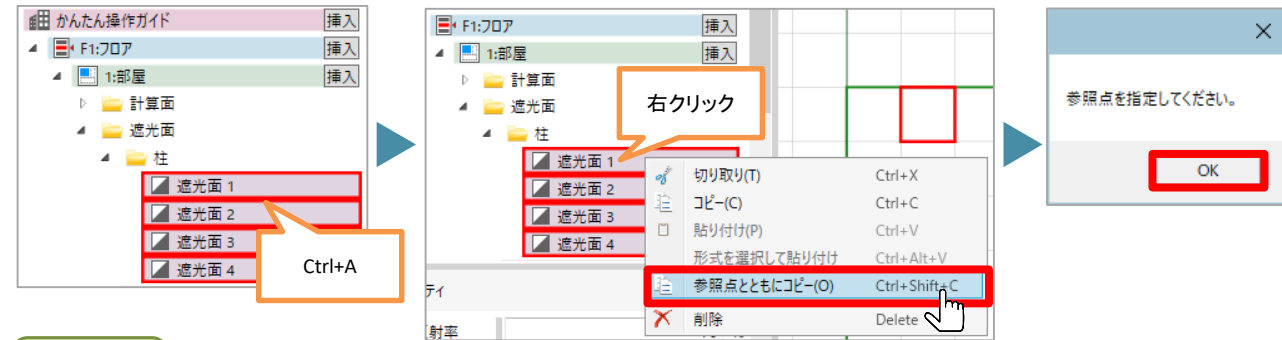 かんたん操作ガイド 挿入
F1:フロア 挿入
1:部屋 挿入
計算面
遮光面
柱
遮光面 1
遮光面 2
遮光面 3
遮光面 4
Ctrl+A
F1:フロア 挿入
1:部屋 挿入
計算面
遮光面
柱
遮光面 1
遮光面 2
遮光面 3
遮光面 4
右クリック
切り取り(T) Ctrl+X
コピー(C) Ctrl+C
貼り付け(P) Ctrl+V
形式を選択して貼り付け Ctrl+Alt+V
参照点とともにコピー(O) Ctrl+Shift+C
削除 Delete
ティ
射率
参照点を指定してください。
OK